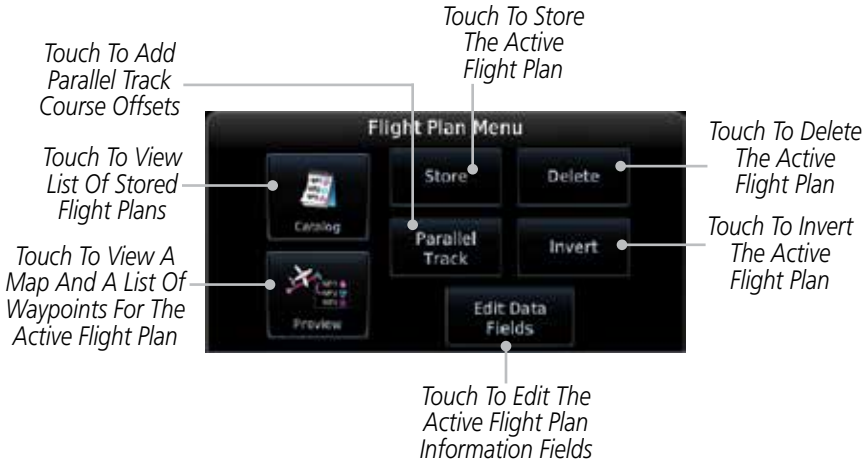 Touch To Store
The Active
Flight Plan
Touch To Add
Parallel Track
Course Offsets
Touch To View
List Of Stored
Flight Plans
Touch To View A
Map And A List Of
Waypoints For The
Active Flight Plan
Flight Plan Menu
Catalog
Store
Delete
Parallel
Track
Invert
Preview
Edit Data
Fields
Touch To Delete
The Active
Flight Plan
Touch To Invert
The Active
Flight Plan
Touch To Edit The
Active Flight Plan
Information Fields